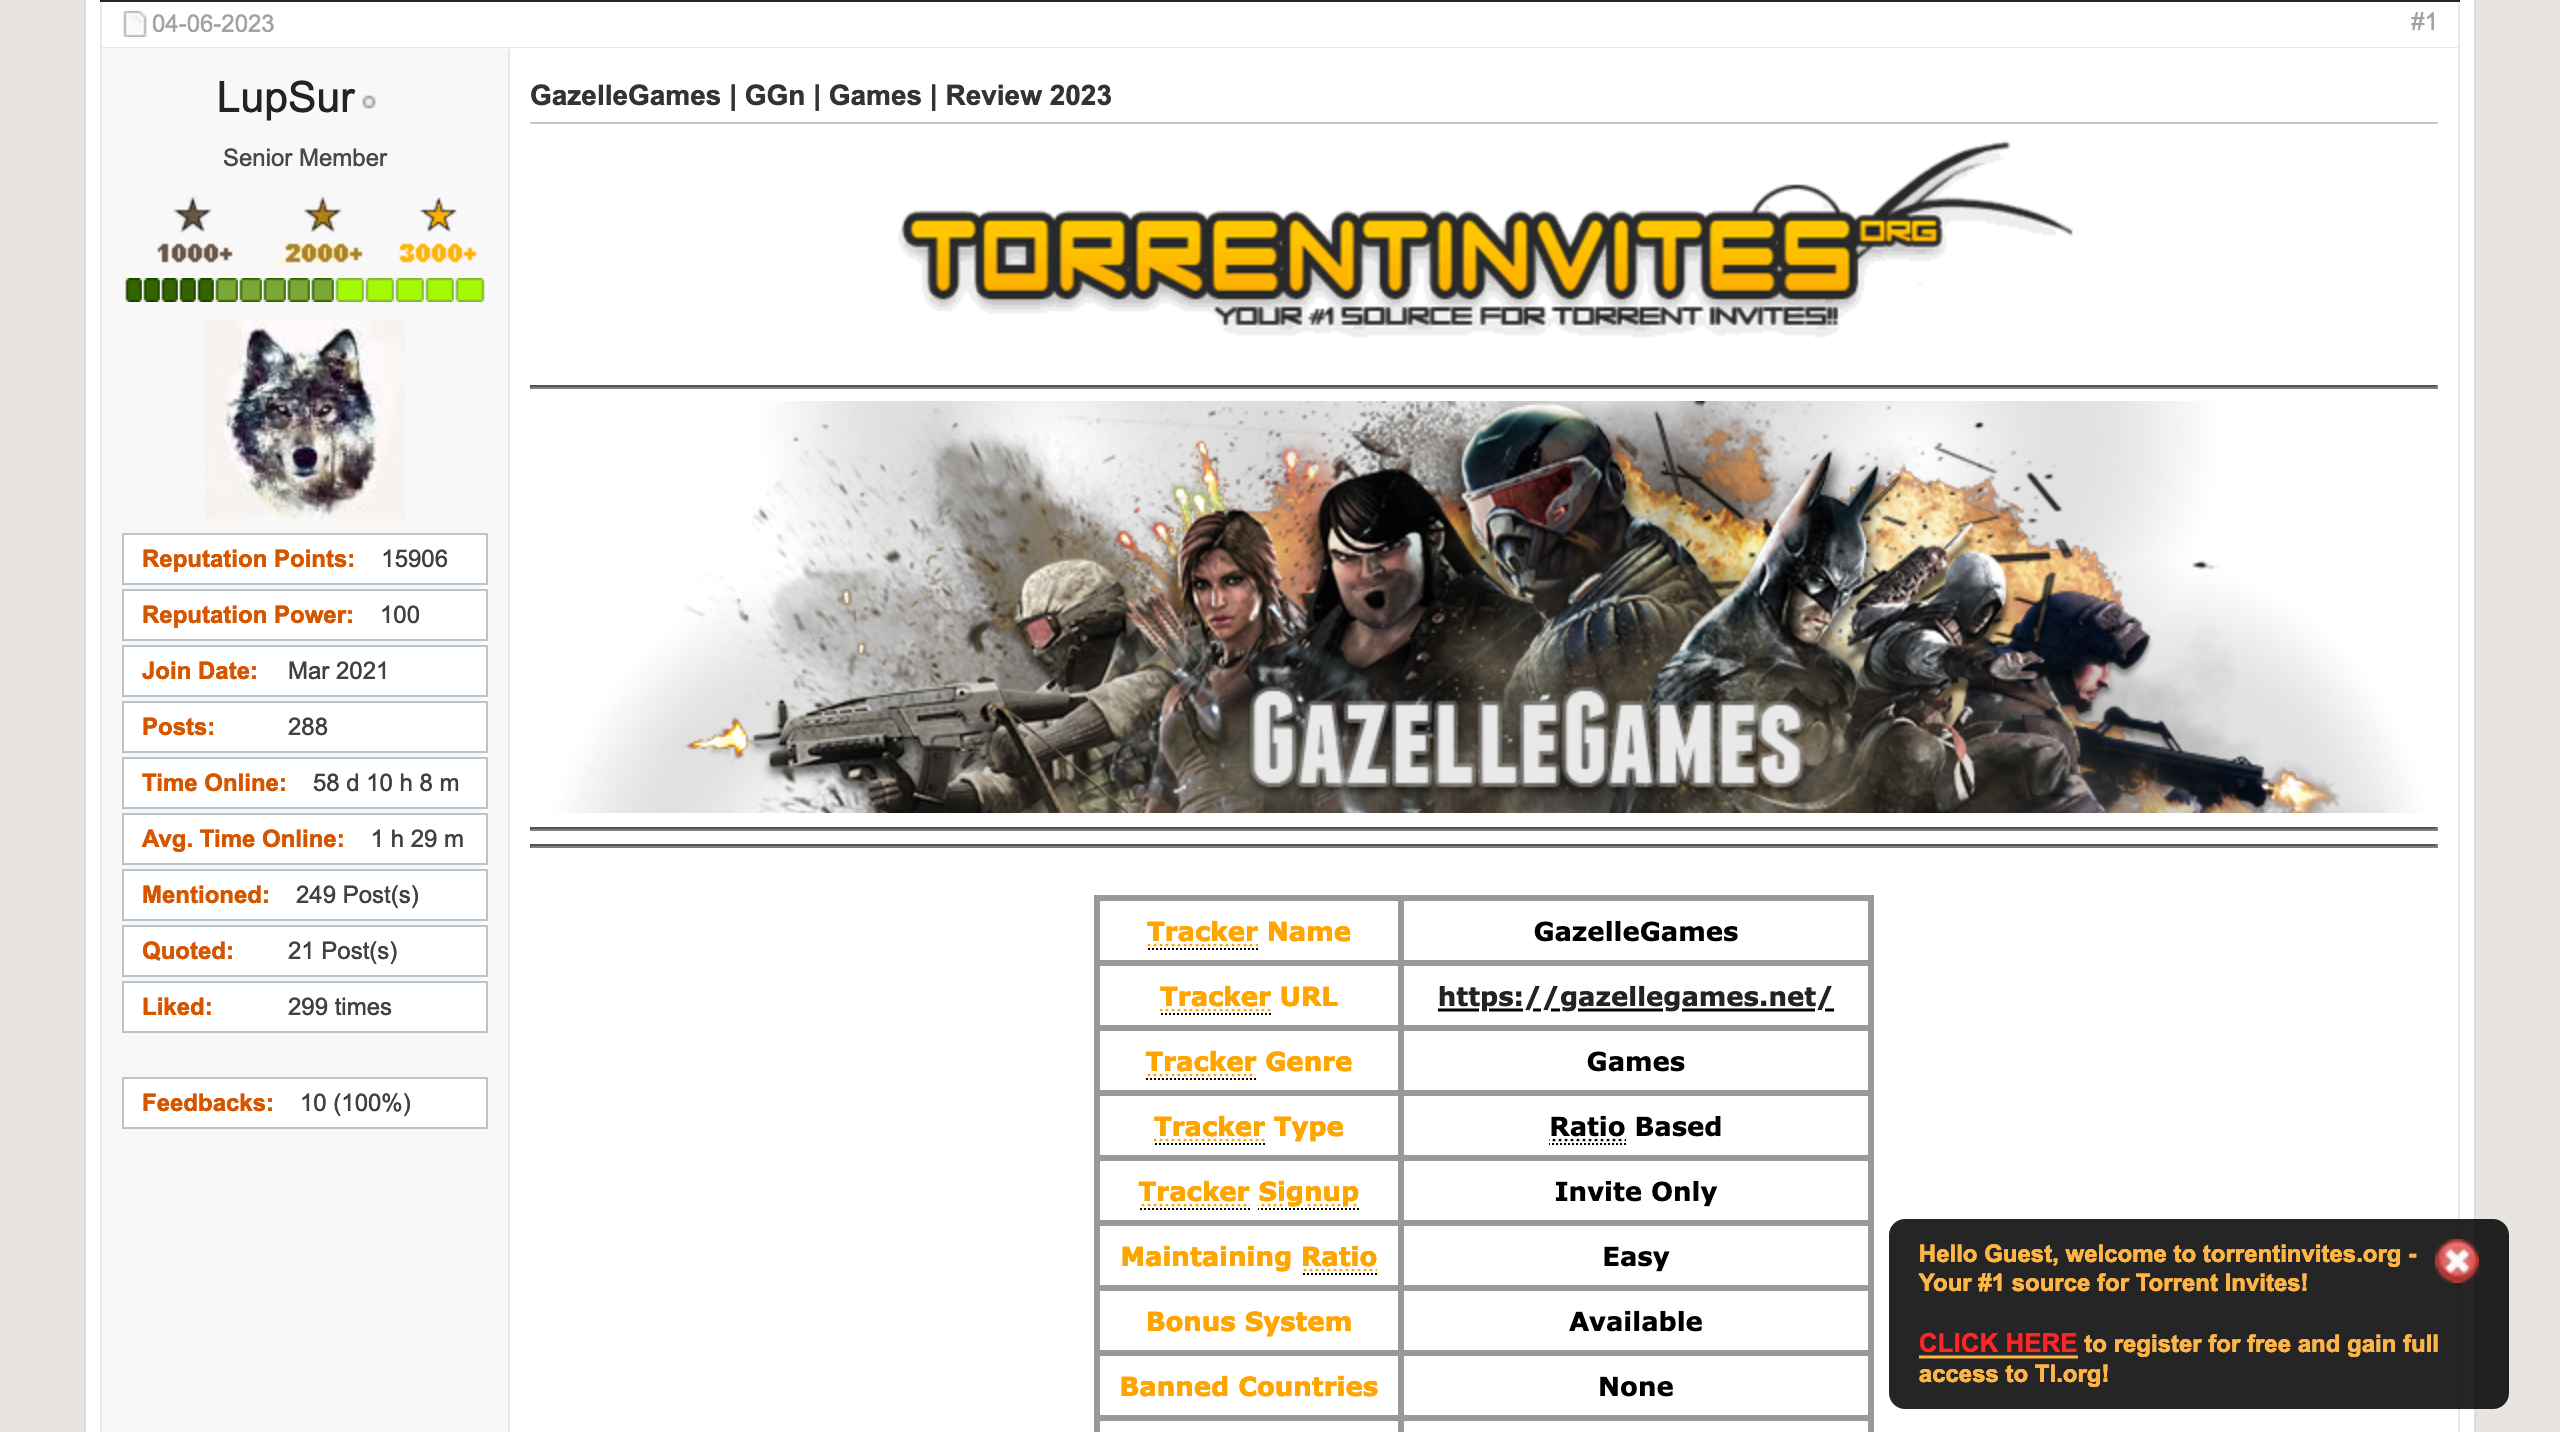 04-06-2023
#1
LupSur
Senior Member
1000+ 2000+ 3000+
Reputation Points: 15906
Reputation Power: 100
Join Date: Mar 2021
Posts: 288
Time Online: 58 d 10 h 8 m
Avg. Time Online: 1 h 29 m
Mentioned: 249 Post(s)
Quoted: 21 Post(s)
Liked: 299 times
Feedbacks: 10 (100%)
GazelleGames | GGn | Games | Review 2023
TORRENTINVITES ORG
YOUR #1 SOURCE FOR TORRENT INVITES!!
GAZELLEGAMES
Tracker Name GazelleGames
Tracker URL https://gazellegames.net/
Tracker Genre Games
Tracker Type Ratio Based
Tracker Signup Invite Only
Maintaining Ratio Easy
Bonus System Available
Banned Countries None
Hello Guest, welcome to torrentinvites.org -
Your #1 source for Torrent Invites!
CLICK HERE to register for free and gain full
access to TI.org!